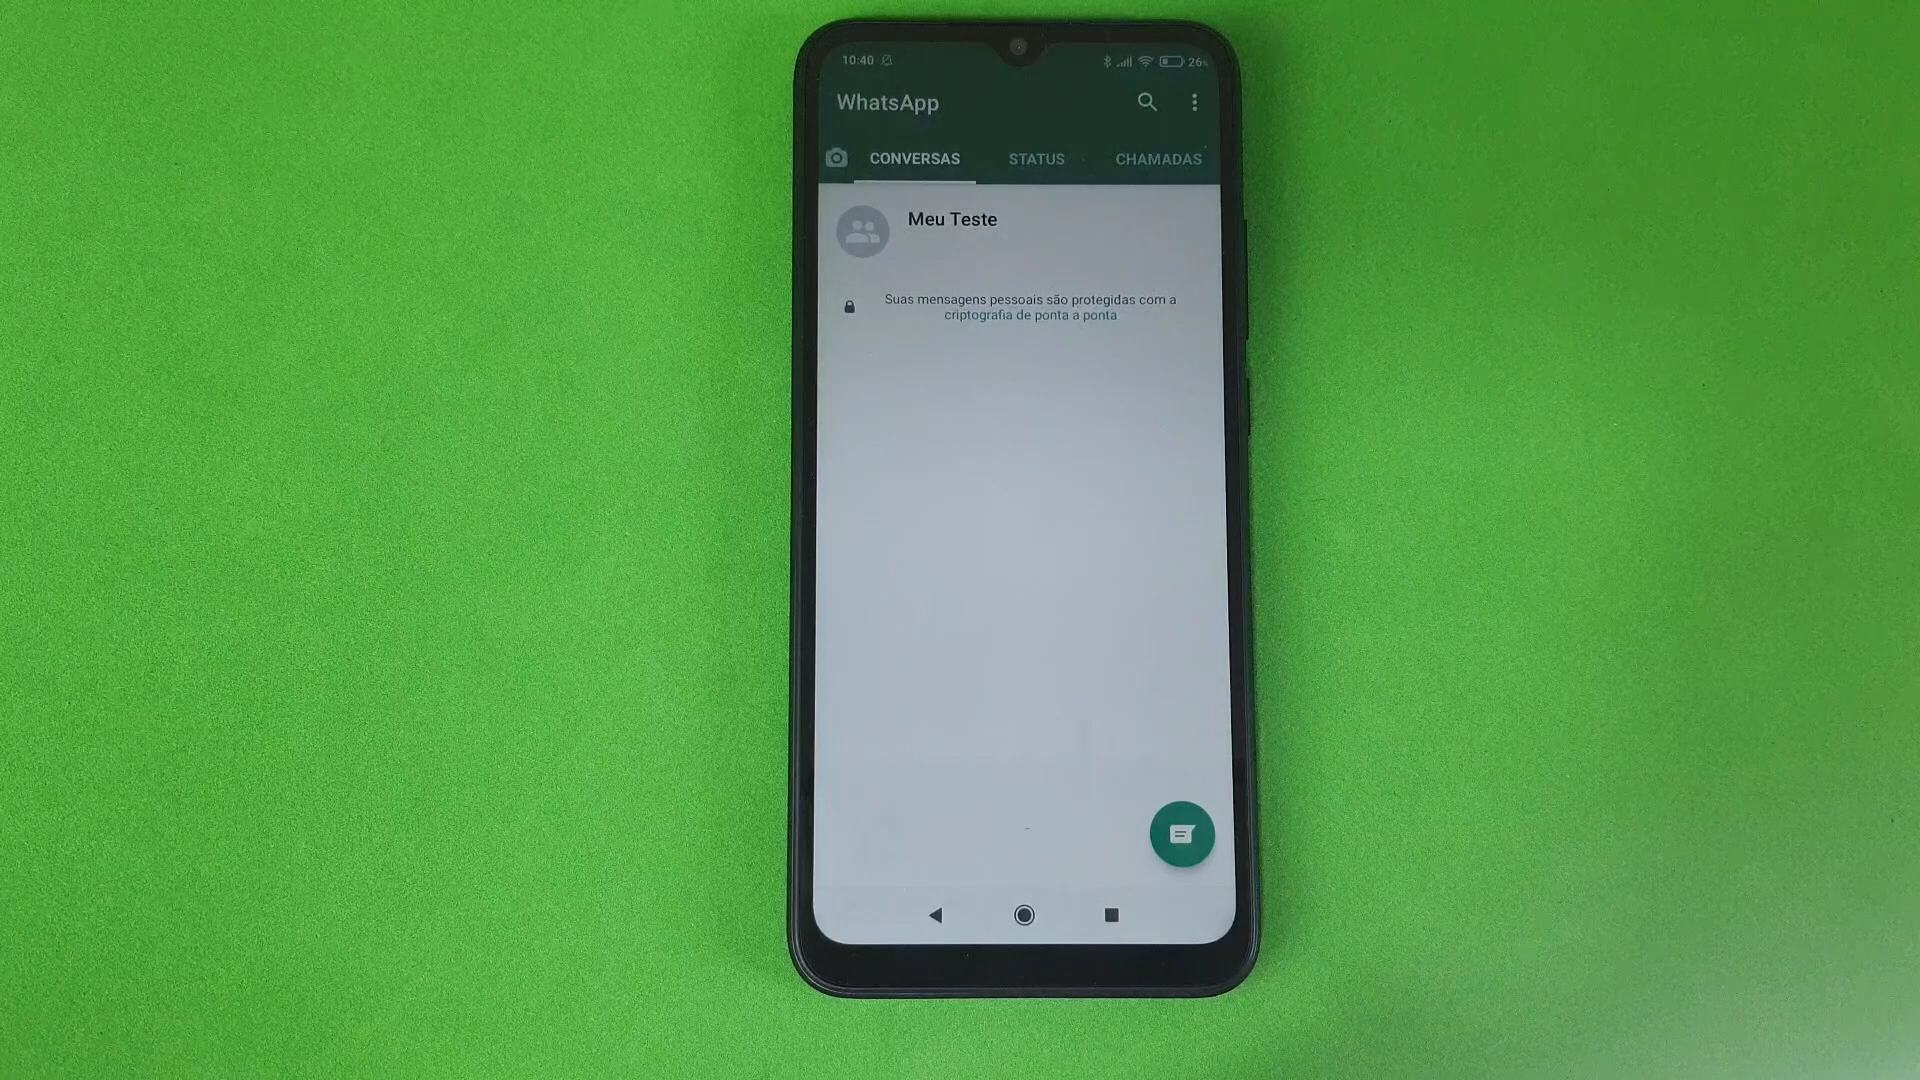 10:40
26
WhatsApp
CONVERSAS STATUS CHAMADAS
Meu Teste
Suas mensagens pessoais são protegidas com a
criptografia de ponta a ponta